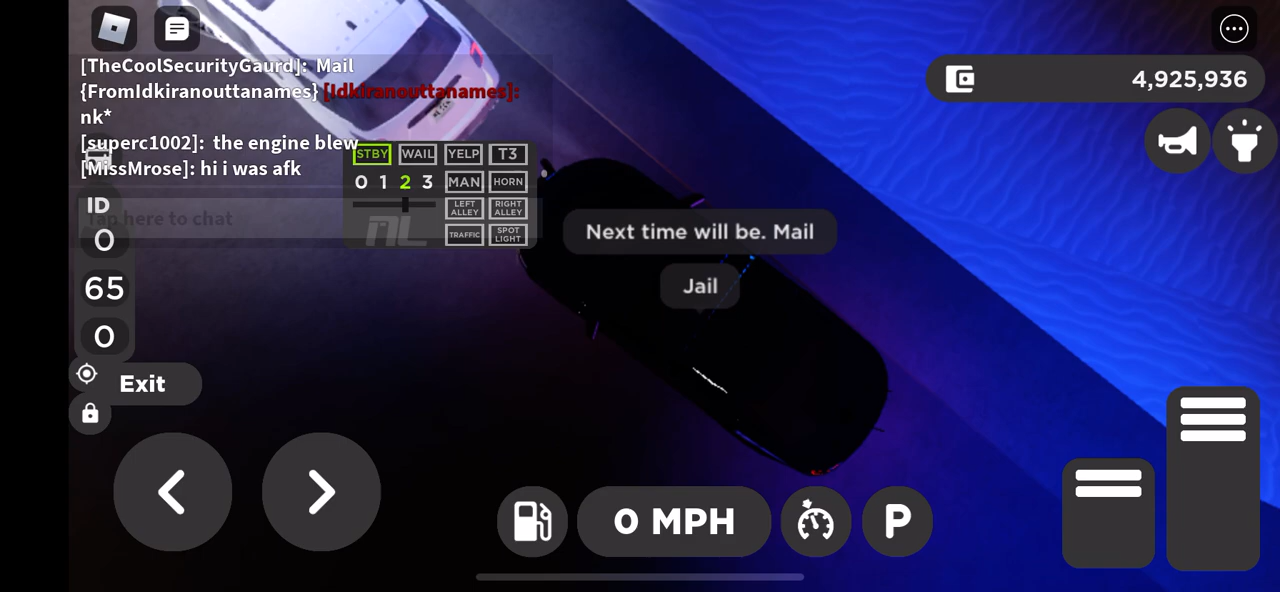 [TheCoolSecurityGaurd]: Mail
{FromIdkiranouttanames} [Idkiranouttanames]:
nk*
[superc1002]: the engine blew
[MissMrose]: hi i was afk
Tap here to chat
4,925,936
STBY WAIL YELP T3
0 1 2 3 MAN HORN
LEFT ALLEY RIGHT ALLEY
TRAFFIC SPOT LIGHT
nL
ID
0
65
0
Exit
Next time will be. Mail
Jail
0 MPH
P